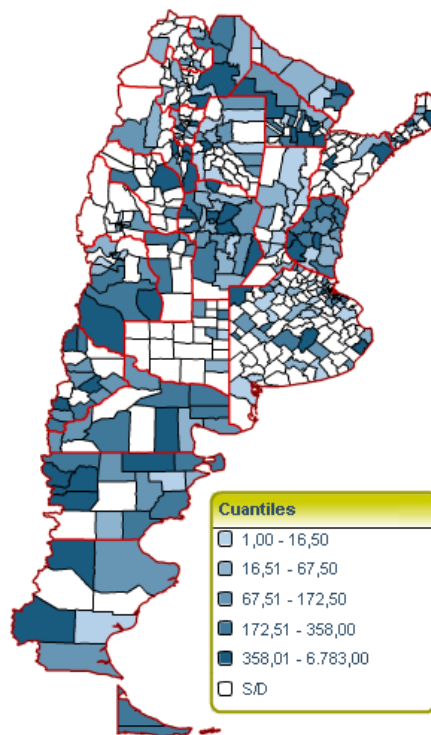 Cuantiles
1,00 - 16,50
16,51 - 67,50
67,51 - 172,50
172,51 - 358,00
358,01 - 6.783,00
S/D